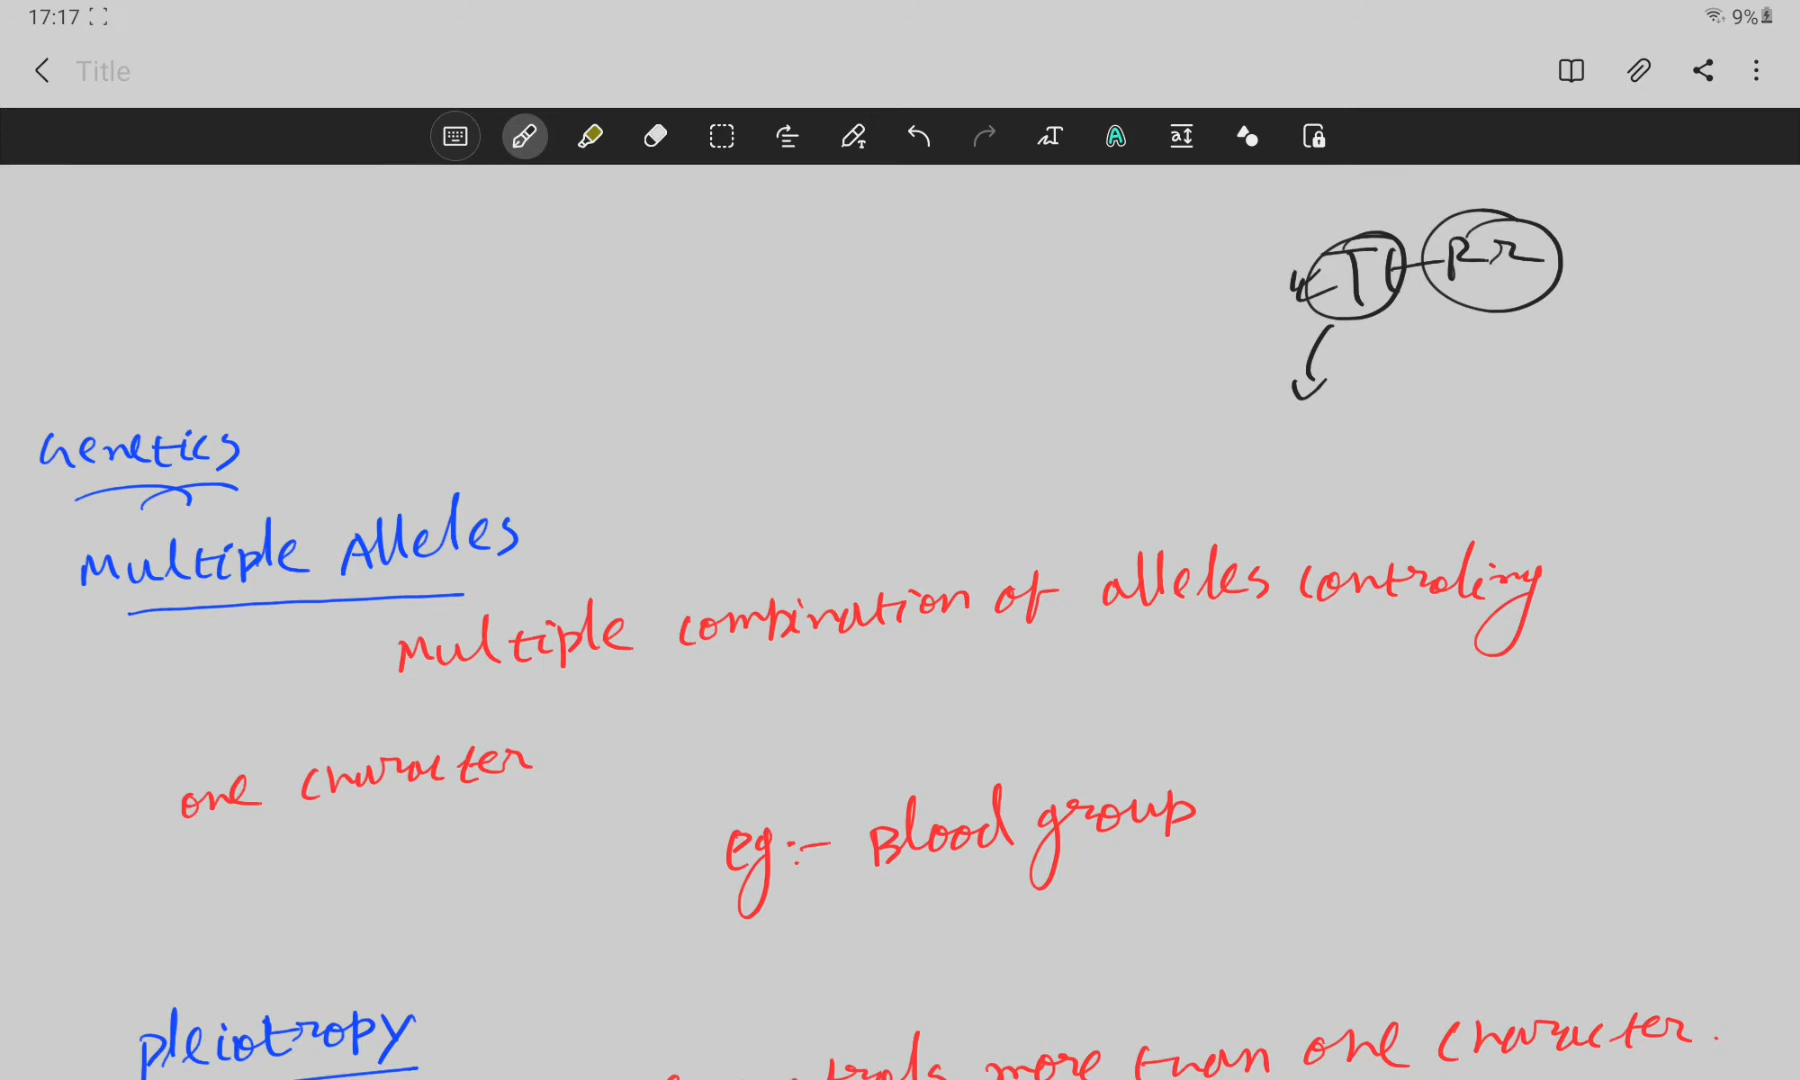 17:17
9%
Title
Rr
Genetics
Multiple Alleles
Multiple combination of alleles controling
one character
eg:- Blood group
pleiotropy
controls more than one character.